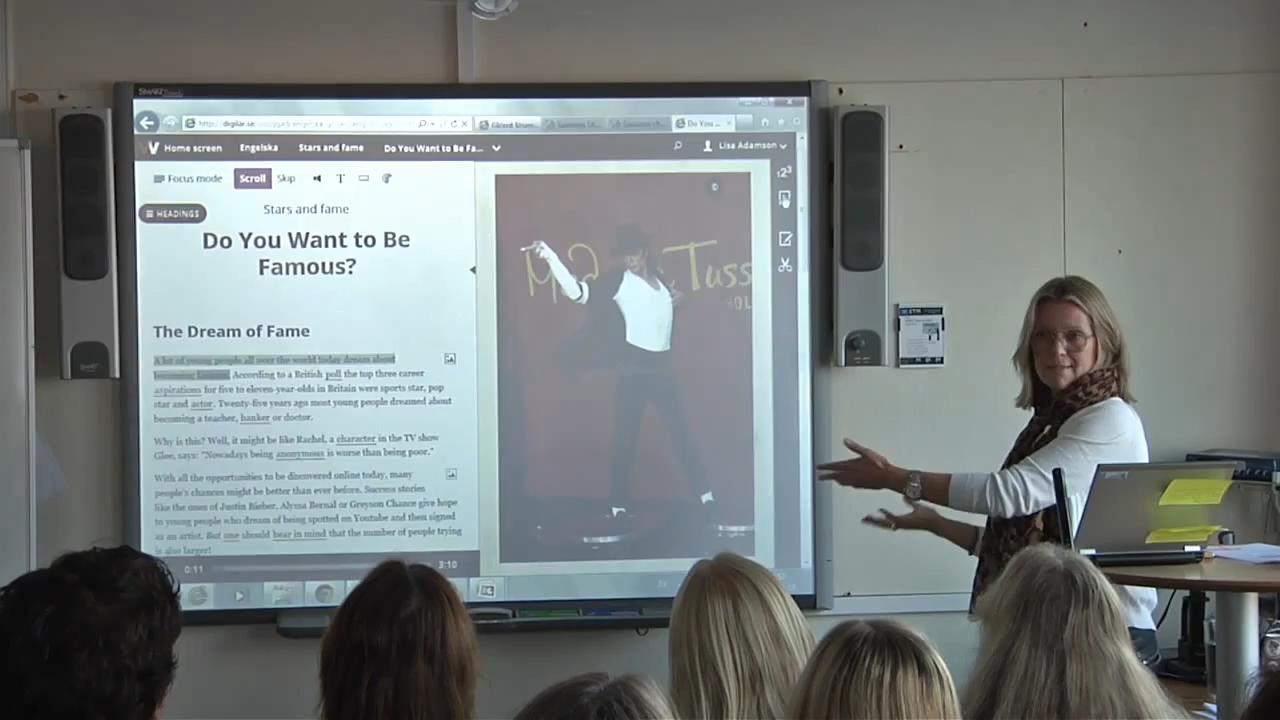 SMART
http://digilar.se
Do You ...
Home screen Engelska Stars and fame Do You Want to Be Fa... Lisa Adamson
Focus mode Scroll Skip T
HEADINGS
Stars and fame
Do You Want to Be
Famous?
The Dream of Fame
A lot of young people all over the world today dream about
becoming famous. According to a British poll the top three career
aspirations for five to eleven-year-olds in Britain were sports star, pop
star and actor. Twenty-five years ago most young people dreamed about
becoming a teacher, banker or doctor.
Why is this? Well, it might be like Rachel, a character in the TV show
Glee, says: "Nowadays being anonymous is worse than being poor."
With all the opportunities to be discovered online today, many
people's chances might be better than ever before. Success stories
like the ones of Justin Bieber, Alyssa Bernal or Greyson Chance give hope
to young people who dream of being spotted on Youtube and then signed
as an artist. But one should bear in mind that the number of people trying
is also larger!
0:11 3:10
Tuss
123